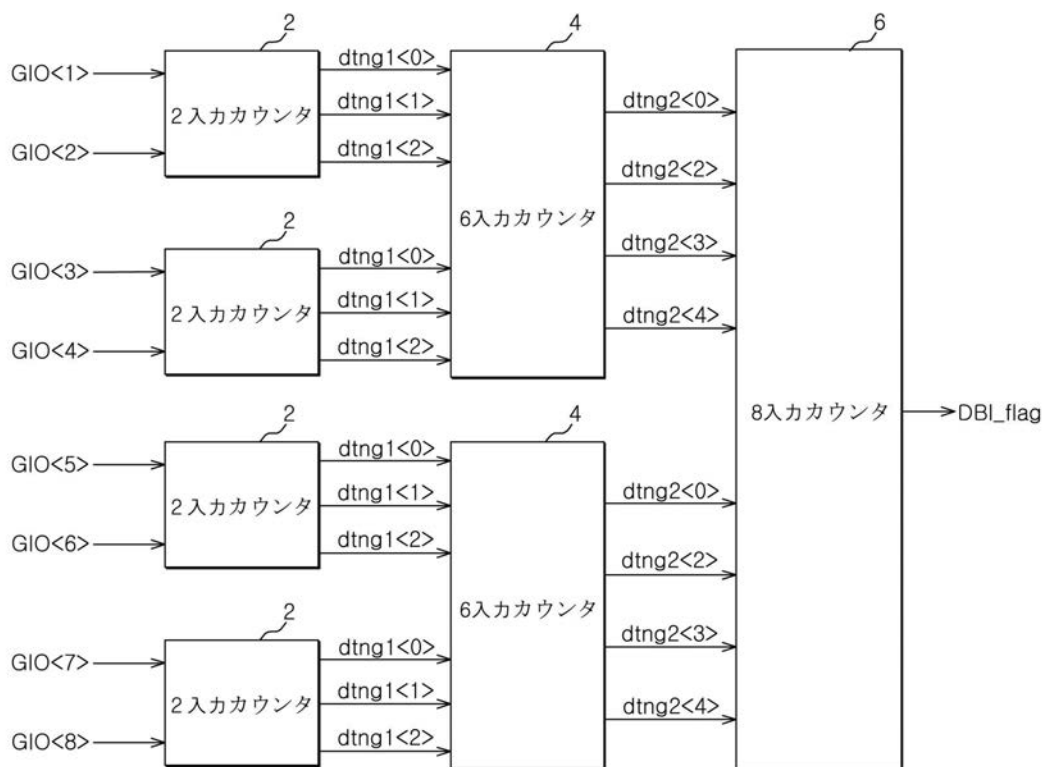 2
4
6
GIO<1>
GIO<2>
2入力カウンタ
dtng1<0>
dtng1<1>
dtng1<2>
2
GIO<3>
GIO<4>
2入力カウンタ
dtng1<0>
dtng1<1>
dtng1<2>
6入力カウンタ
dtng2<0>
dtng2<2>
dtng2<3>
dtng2<4>
2
4
GIO<5>
GIO<6>
2入力カウンタ
dtng1<0>
dtng1<1>
dtng1<2>
2
GIO<7>
GIO<8>
2入力カウンタ
dtng1<0>
dtng1<1>
dtng1<2>
6入力カウンタ
dtng2<0>
dtng2<2>
dtng2<3>
dtng2<4>
8入力カウンタ
DBI_flag